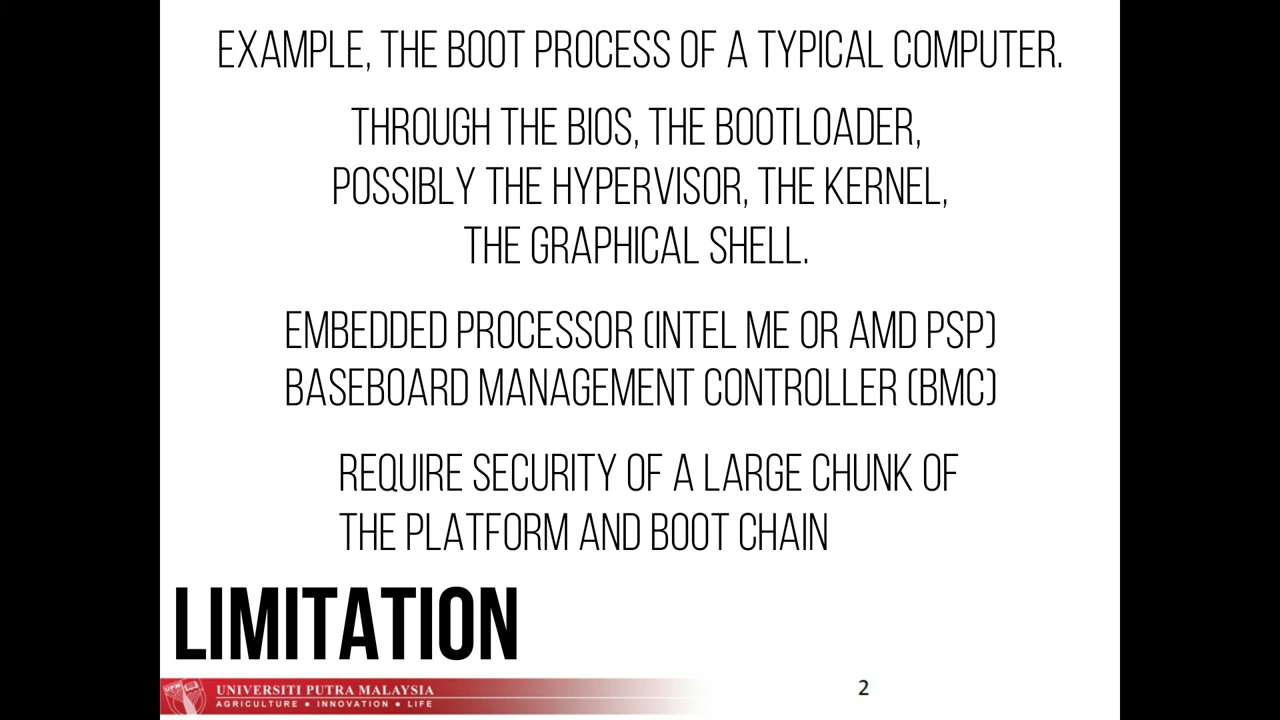 EXAMPLE, THE BOOT PROCESS OF A TYPICAL COMPUTER.
THROUGH THE BIOS, THE BOOTLOADER,
POSSIBLY THE HYPERVISOR, THE KERNEL,
THE GRAPHICAL SHELL.
EMBEDDED PROCESSOR (INTEL ME OR AMD PSP)
BASEBOARD MANAGEMENT CONTROLLER (BMC)
REQUIRE SECURITY OF A LARGE CHUNK OF
THE PLATFORM AND BOOT CHAIN
LIMITATION
UPM
UNIVERSITI PUTRA MALAYSIA
AGRICULTURE • INNOVATION • LIFE
2